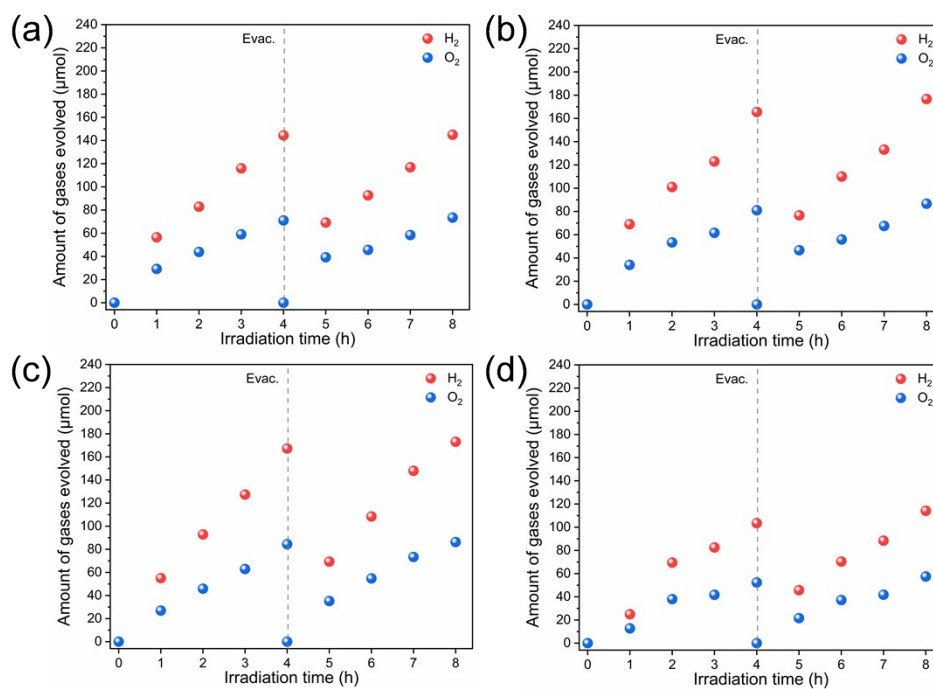 (a)
Amount of gases evolved (μmol)
240
220
200
180
160
140
120
100
80
60
40
20
0
Evac.
H₂
O₂
0 1 2 3 4 5 6 7 8
Irradiation time (h)
(b)
Amount of gases evolved (μmol)
240
220
200
180
160
140
120
100
80
60
40
20
0
Evac.
H₂
O₂
0 1 2 3 4 5 6 7 8
Irradiation time (h)
(c)
Amount of gases evolved (μmol)
240
220
200
180
160
140
120
100
80
60
40
20
0
Evac.
H₂
O₂
0 1 2 3 4 5 6 7 8
Irradiation time (h)
(d)
Amount of gases evolved (μmol)
240
220
200
180
160
140
120
100
80
60
40
20
0
Evac.
H₂
O₂
0 1 2 3 4 5 6 7 8
Irradiation time (h)